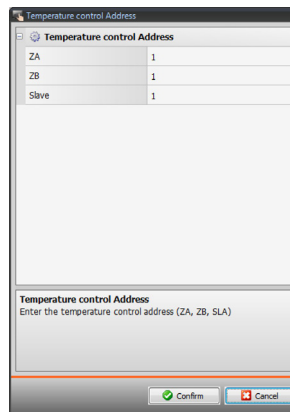 Temperature control Address
Temperature control Address
ZA 1
ZB 1
Slave 1
Temperature control Address
Enter the temperature control address (ZA, ZB, SLA)
Confirm Cancel